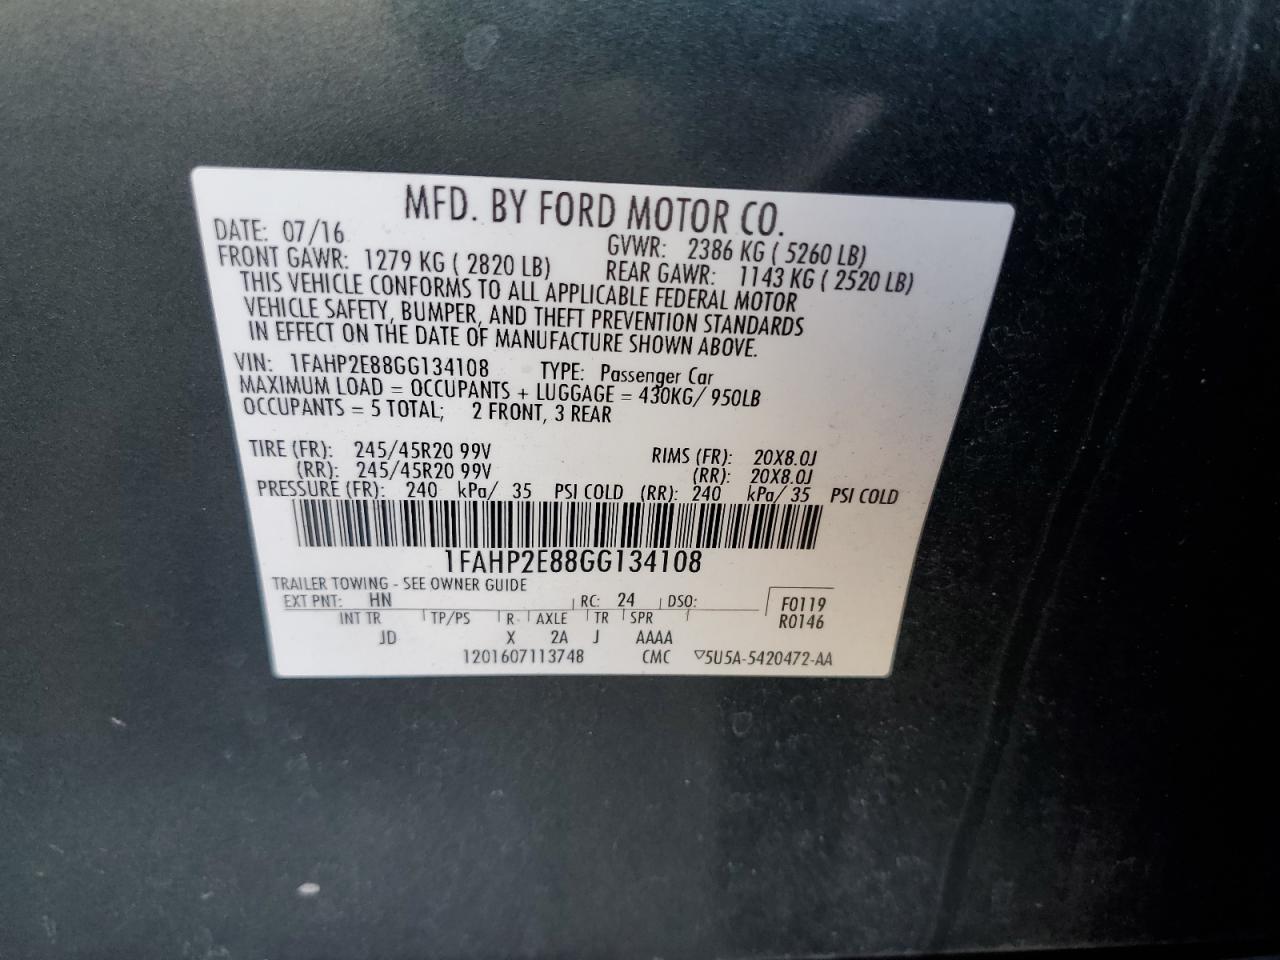 MFD. BY FORD MOTOR CO.
DATE: 07/16 GVWR: 2386 KG ( 5260 LB)
FRONT GAWR: 1279 KG ( 2820 LB) REAR GAWR: 1143 KG ( 2520 LB)
THIS VEHICLE CONFORMS TO ALL APPLICABLE FEDERAL MOTOR
VEHICLE SAFETY, BUMPER, AND THEFT PREVENTION STANDARDS
IN EFFECT ON THE DATE OF MANUFACTURE SHOWN ABOVE.
VIN: 1FAHP2E88GG134108 TYPE: Passenger Car
MAXIMUM LOAD = OCCUPANTS + LUGGAGE = 430KG/ 950LB
OCCUPANTS = 5 TOTAL; 2 FRONT, 3 REAR
TIRE (FR): 245/45R20 99V RIMS (FR): 20X8.0J
(RR): 245/45R20 99V (RR): 20X8.0J
PRESSURE (FR): 240 kPa/ 35 PSI COLD (RR): 240 kPa/ 35 PSI COLD
1FAHP2E88GG134108
TRAILER TOWING - SEE OWNER GUIDE
EXT PNT: HN RC: 24 DSO: F0119
INT TR TP/PS R AXLE TR SPR R0146
JD X 2A J AAAA
1201607113748 CMC ▽5U5A-5420472-AA